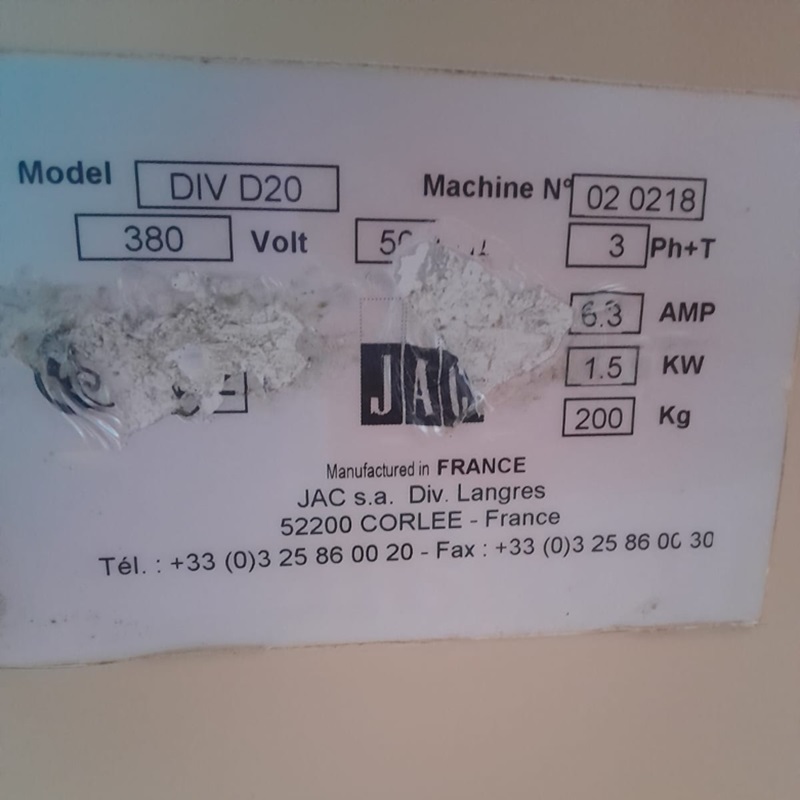 Model DIV D20 Machine N° 02 0218
380 Volt 3 Ph+T
6.3 AMP
JAC 1.5 KW
200 Kg
Manufactured in FRANCE
JAC s.a. Div. Langres
52200 CORLEE - France
Tél. : +33 (0)3 25 86 00 20 - Fax : +33 (0)3 25 86 00 30